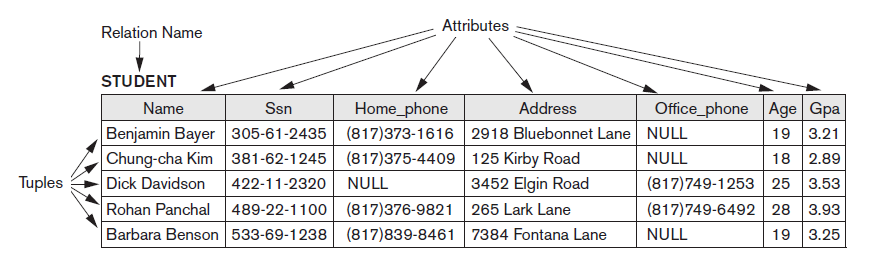 Attributes
Relation Name
STUDENT
Name Ssn Home_phone Address Office_phone Age Gpa
Benjamin Bayer 305-61-2435 (817)373-1616 2918 Bluebonnet Lane NULL 19 3.21
Chung-cha Kim 381-62-1245 (817)375-4409 125 Kirby Road NULL 18 2.89
Tuples Dick Davidson 422-11-2320 NULL 3452 Elgin Road (817)749-1253 25 3.53
Rohan Panchal 489-22-1100 (817)376-9821 265 Lark Lane (817)749-6492 28 3.93
Barbara Benson 533-69-1238 (817)839-8461 7384 Fontana Lane NULL 19 3.25